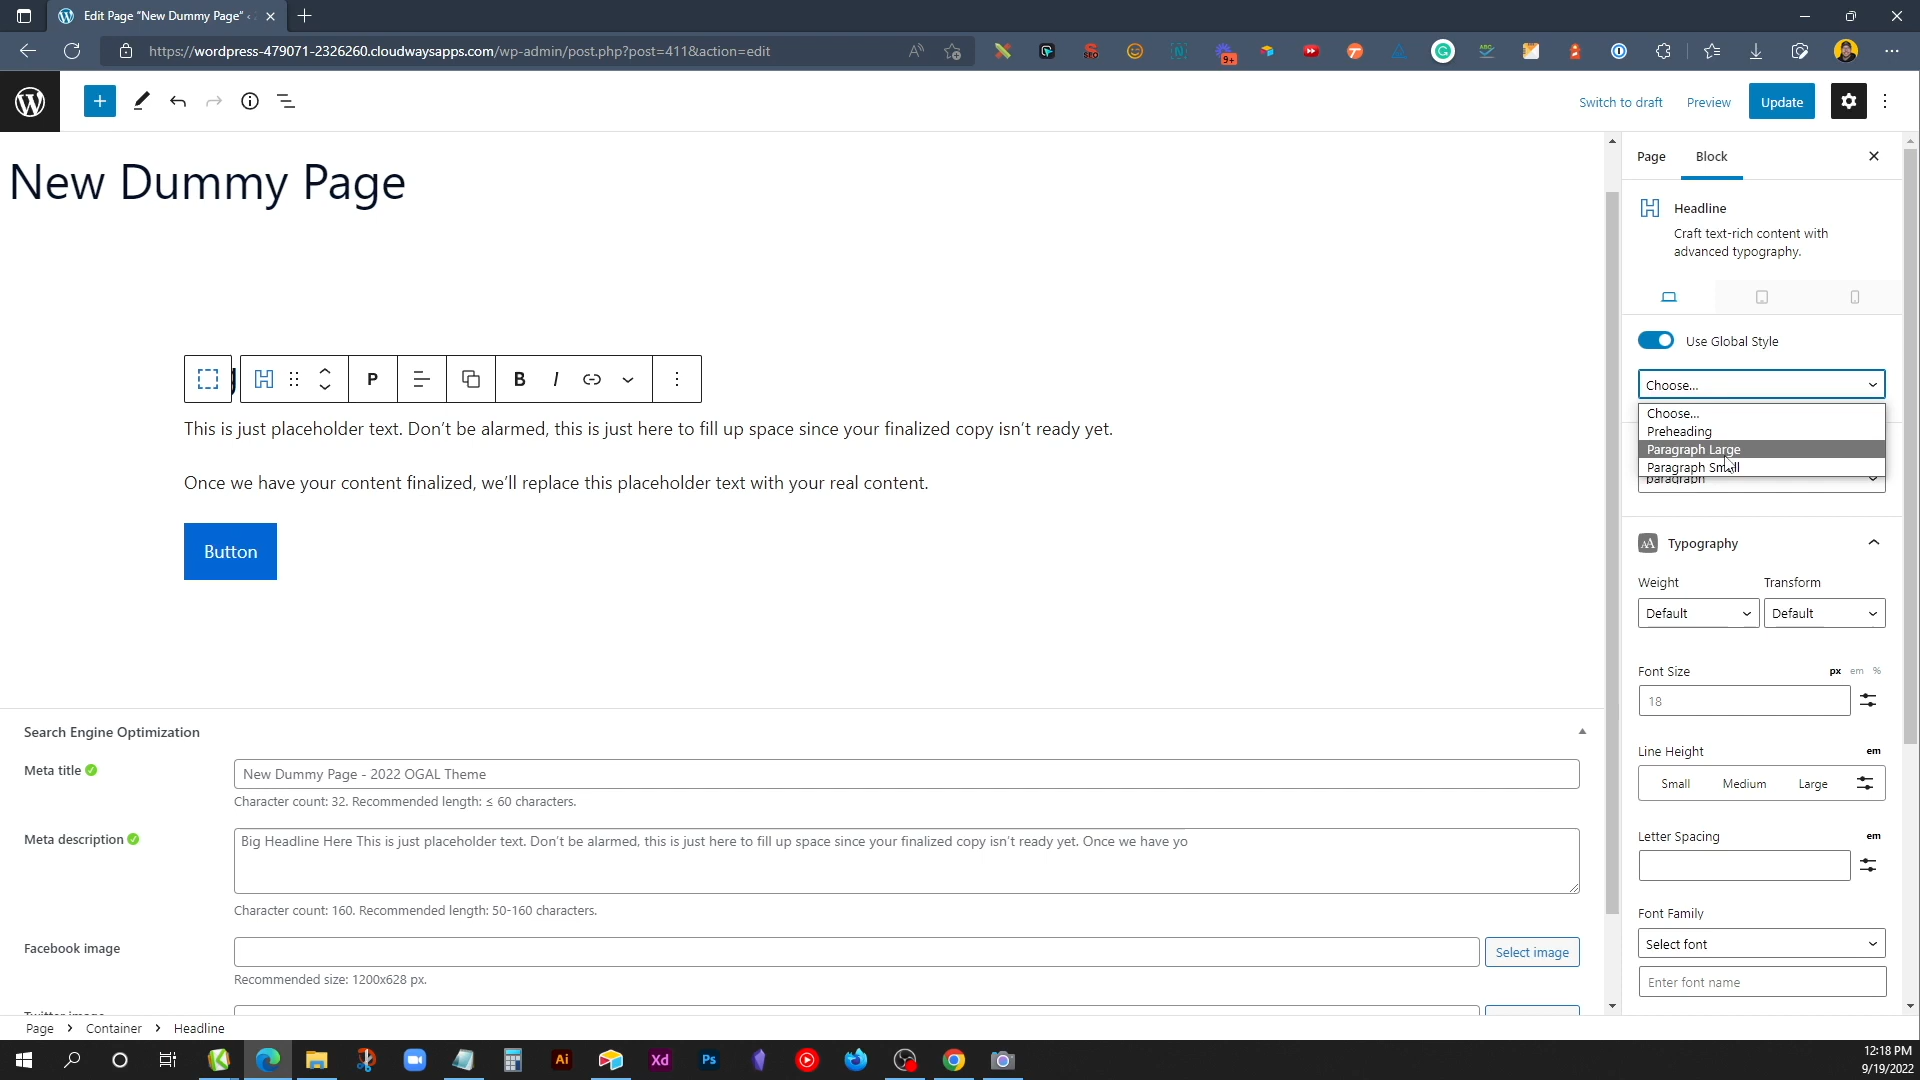 Edit Page "New Dummy Page" ‹
https://wordpress-479071-2326260.cloudwaysapps.com/wp-admin/post.php?post=411&action=edit
SEO
9+
ABC
Switch to draft
Preview
Update
New Dummy Page
Page
Block
Headline
Craft text-rich content with
advanced typography.
Use Global Style
Choose...
Choose...
Preheading
Paragraph Large
Paragraph Small
paragraph
P
B
I
This is just placeholder text. Don't be alarmed, this is just here to fill up space since your finalized copy isn't ready yet.
Once we have your content finalized, we'll replace this placeholder text with your real content.
Button
Typography
Weight
Transform
Default
Default
Font Size
px em %
18
Line Height
em
Small
Medium
Large
Letter Spacing
em
Font Family
Select font
Enter font name
Search Engine Optimization
Meta title
New Dummy Page - 2022 OGAL Theme
Character count: 32. Recommended length: ≤ 60 characters.
Meta description
Big Headline Here This is just placeholder text. Don't be alarmed, this is just here to fill up space since your finalized copy isn't ready yet. Once we have yo
Character count: 160. Recommended length: 50-160 characters.
Facebook image
Select image
Recommended size: 1200x628 px.
Twitter image
Page
Container
Headline
Ai
Xd
Ps
12:18 PM
9/19/2022